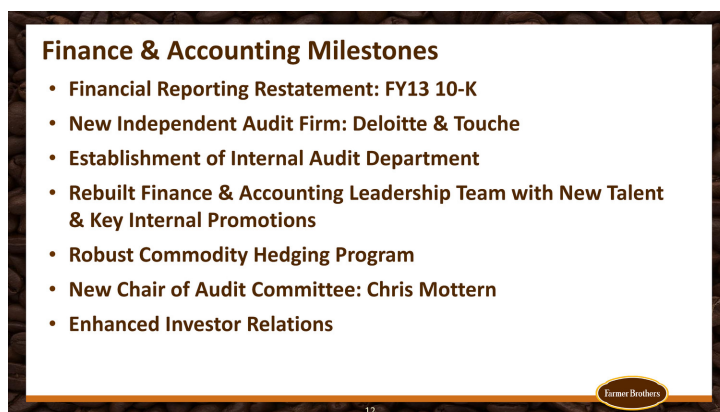 Finance & Accounting Milestones
• Financial Reporting Restatement: FY13 10-K
• New Independent Audit Firm: Deloitte & Touche
• Establishment of Internal Audit Department
• Rebuilt Finance & Accounting Leadership Team with New Talent
& Key Internal Promotions
• Robust Commodity Hedging Program
• New Chair of Audit Committee: Chris Mottern
• Enhanced Investor Relations
Farmer Brothers
12